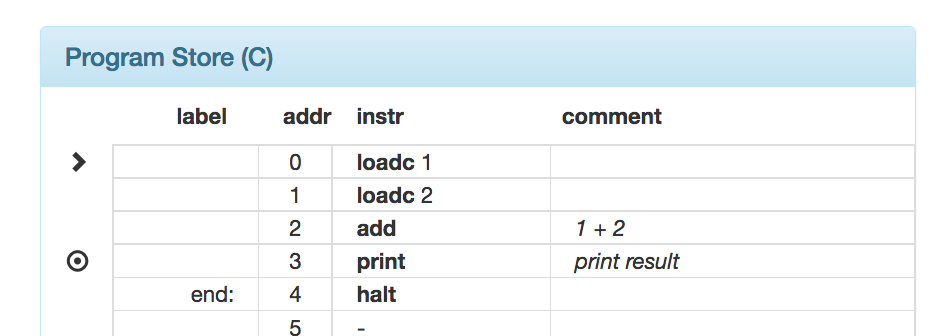 Program Store (C)
label addr instr comment
0 loadc 1
1 loadc 2
2 add 1 + 2
3 print print result
end: 4 halt
5 -